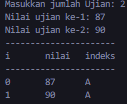 Masukkan jumlah Ujian: 2
Nilai ujian ke-1: 87
Nilai ujian ke-2: 90
------------------------
i nilai indeks
------------------------
0 87 A
1 90 A